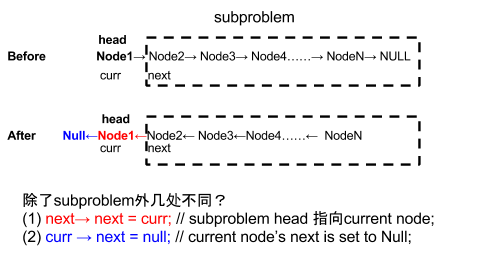 subproblem
head
Before Node1→ Node2→ Node3→ Node4……→ NodeN→ NULL
curr next
head
After Null←Node1←Node2← Node3←Node4……← NodeN
curr next
除了subproblem外几处不同？
(1) next→ next = curr; // subproblem head 指向current node;
(2) curr → next = null; // current node's next is set to Null;